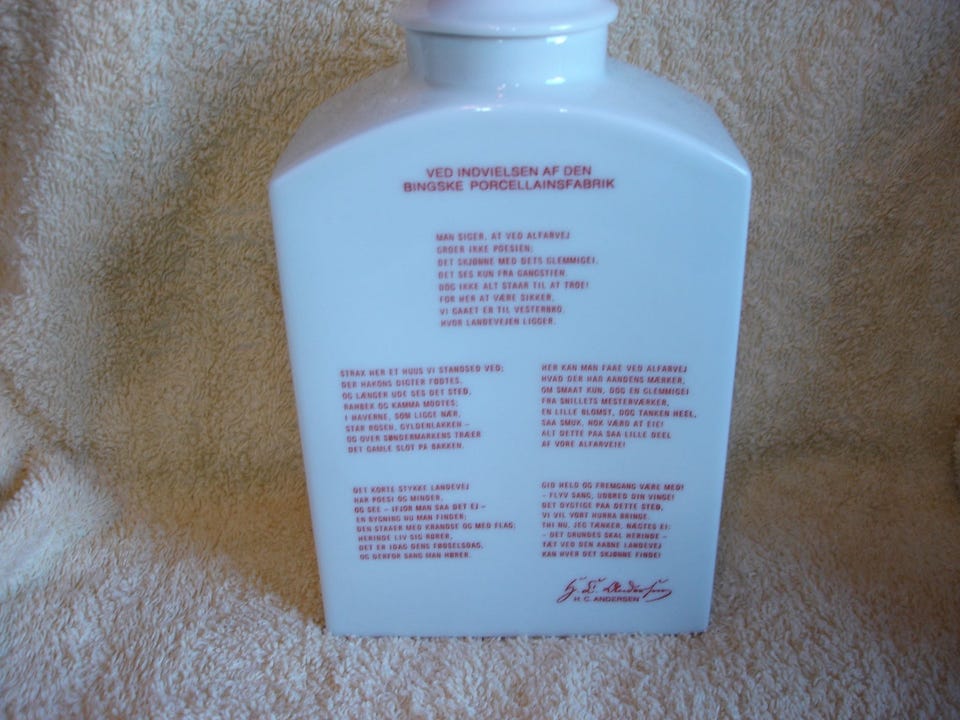 VED INDVIELSEN AF DEN
BINGSKE PORCELLAINSFABRIK
MAN SIGER, AT VED ALFARVEJ
GROER IKKE POESIEN;
DET SKJØNNE MED DETS GLEMMIGEI,
DET SES KUN FRA GANGSTIEN.
DOG IKKE ALT STAAR TIL AT TROE!
FOR HER AT VÆRE SIKKER,
VI GAAET ER TIL VESTERBRO,
HVOR LANDEVEJEN LIGGER.
STRAX HER ET HUUS VI STANDSED VED;
DER HAKONS DIGTER FØDTES,
OG LÆNGER UDE SES DET STED,
RAHBEK OG KAMMA MØDTES;
I HAVERNE, SOM LIGGE NÆR,
STAR ROSEN, GYLDENLAKKEN –
OG OVER SØNDERMARKENS TRÆER
DET GAMLE SLOT PÅ BAKKEN.
DET KORTE STYKKE LANDEVEJ
HAR POESI OG MINDER,
OG SEE – IFJOR MAN SAA DET EJ –
EN BYGNING NU MAN FINDER;
DEN STAAER MED KRANDSE OG MED FLAG;
HERINDE LIV SIG RØRER,
DET ER IDAG DENS FØDSELSDAG,
OG DERFOR SANG MAN HØRER.
HER KAN MAN FAAE VED ALFARVEJ
HVAD DER HAR AANDENS MÆRKER,
OM SMAAT KUN, DOG EN GLEMMIGEI
FRA SNILLETS MESTERVÆRKER,
EN LILLE BLOMST, DOG TANKEN HEEL,
SAA SMUK, NOK VÆRD AT EIE!
ALT DETTE PAA SAA LILLE DEEL
AF VORE ALFARVEIE!
GID HELD OG FREMGANG VÆRE MED!
– FLYV SANG, UDBRED DIN VINGE!
DET DYGTIGE PAA DETTE STED,
VI VIL VORT HURRA BRINGE.
THI NU, JEG TÆNKER, NÆGTES EJ;
– DET GRUNDES SKAL HERINDE –
TÆT VED DEN AABNE LANDEVEJ
KAN HVER DET SKJØNNE FINDE!
H. C. Andersen
H. C. ANDERSEN